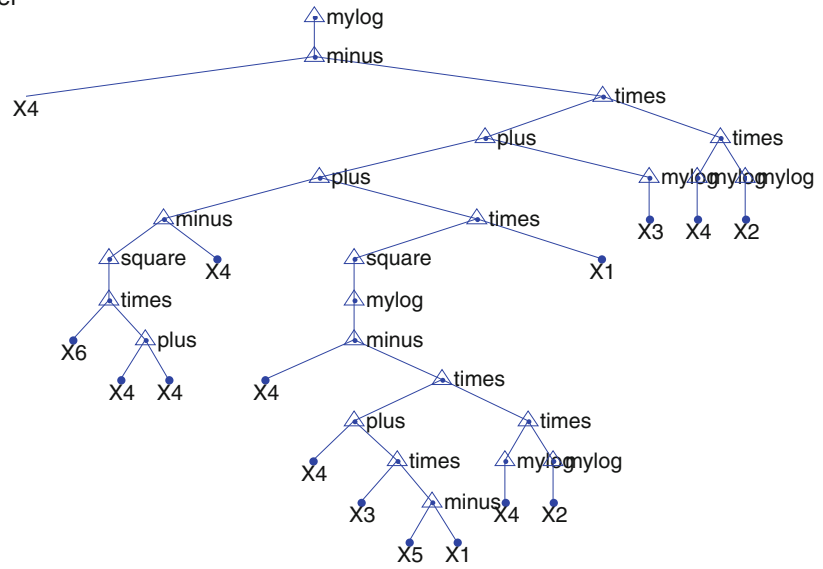 mylog
minus
X4
times
plus
times
plus
mylog
mylog
mylog
minus
times
X3
X4
X2
square
X4
square
X1
times
mylog
X6
plus
minus
X4
X4
X4
times
plus
times
X4
times
mylog
mylog
X3
minus
X4
X2
X5
X1